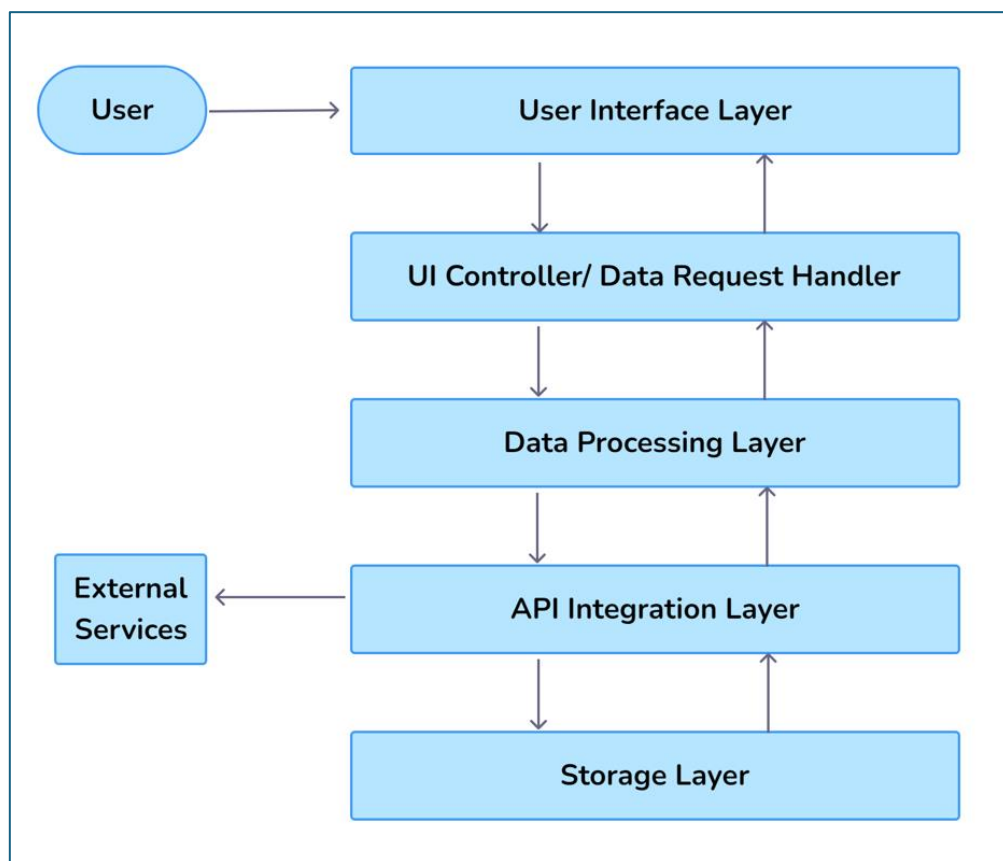 User
User Interface Layer
UI Controller/ Data Request Handler
Data Processing Layer
External
Services
API Integration Layer
Storage Layer